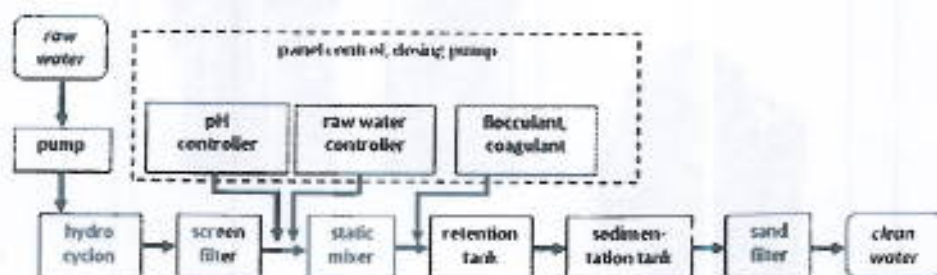 raw
water
panel control, dosing pump
pH
controller
raw water
controller
flocculant,
coagulant
pump
hydro
cyclon
screen
filter
static
mixer
retention
tank
sedimen-
tation tank
sand
filter
clean
water